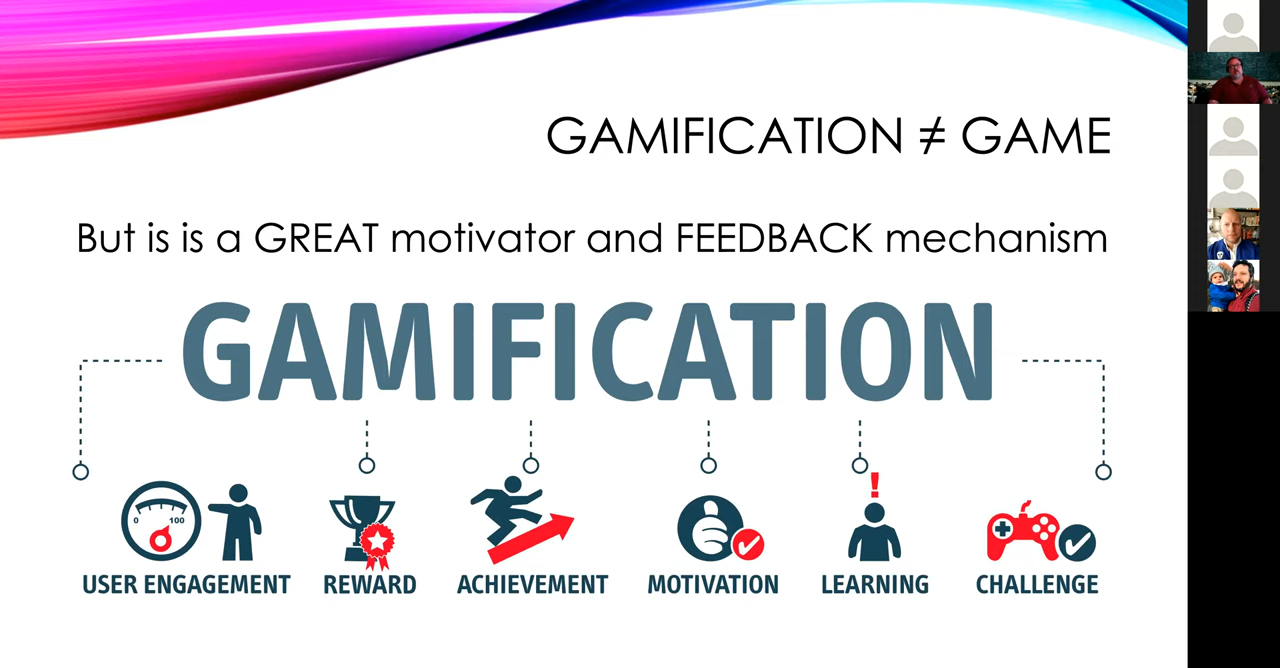 GAMIFICATION ≠ GAME
But is is a GREAT motivator and FEEDBACK mechanism
GAMIFICATION
0 100
!
USER ENGAGEMENT REWARD ACHIEVEMENT MOTIVATION LEARNING CHALLENGE